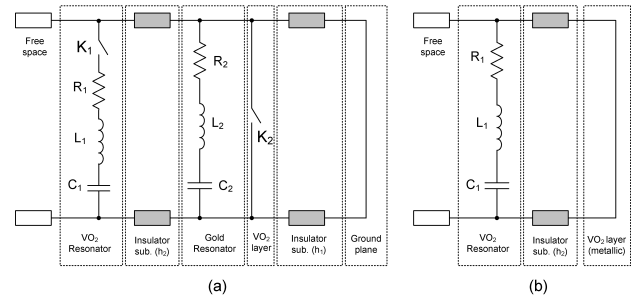 Free
space
K1
R1
L1
C1
VO2
Resonator
Insulator
sub. (h2)
R2
L2
C2
Gold
Resonator
K2
VO2
layer
Insulator
sub. (h1)
Ground
plane
(a)
Free
space
R1
L1
C1
VO2
Resonator
Insulator
sub. (h2)
VO2 layer
(metallic)
(b)